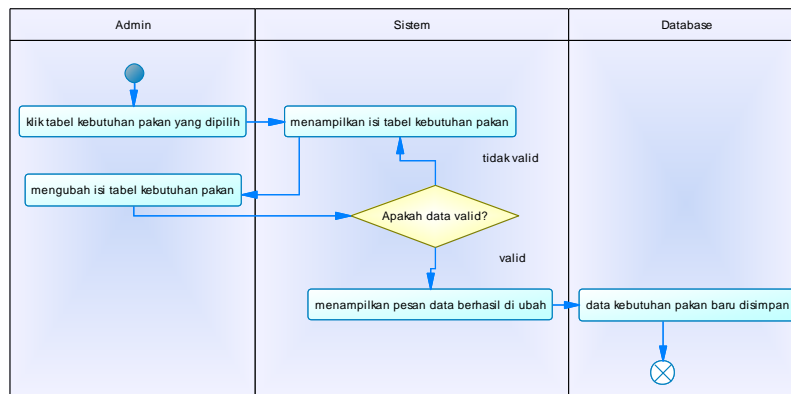 Admin
Sistem
Database
klik tabel kebutuhan pakan yang dipilih
menampilkan isi tabel kebutuhan pakan
tidak valid
mengubah isi tabel kebutuhan pakan
Apakah data valid?
valid
menampilkan pesan data berhasil di ubah
data kebutuhan pakan baru disimpan